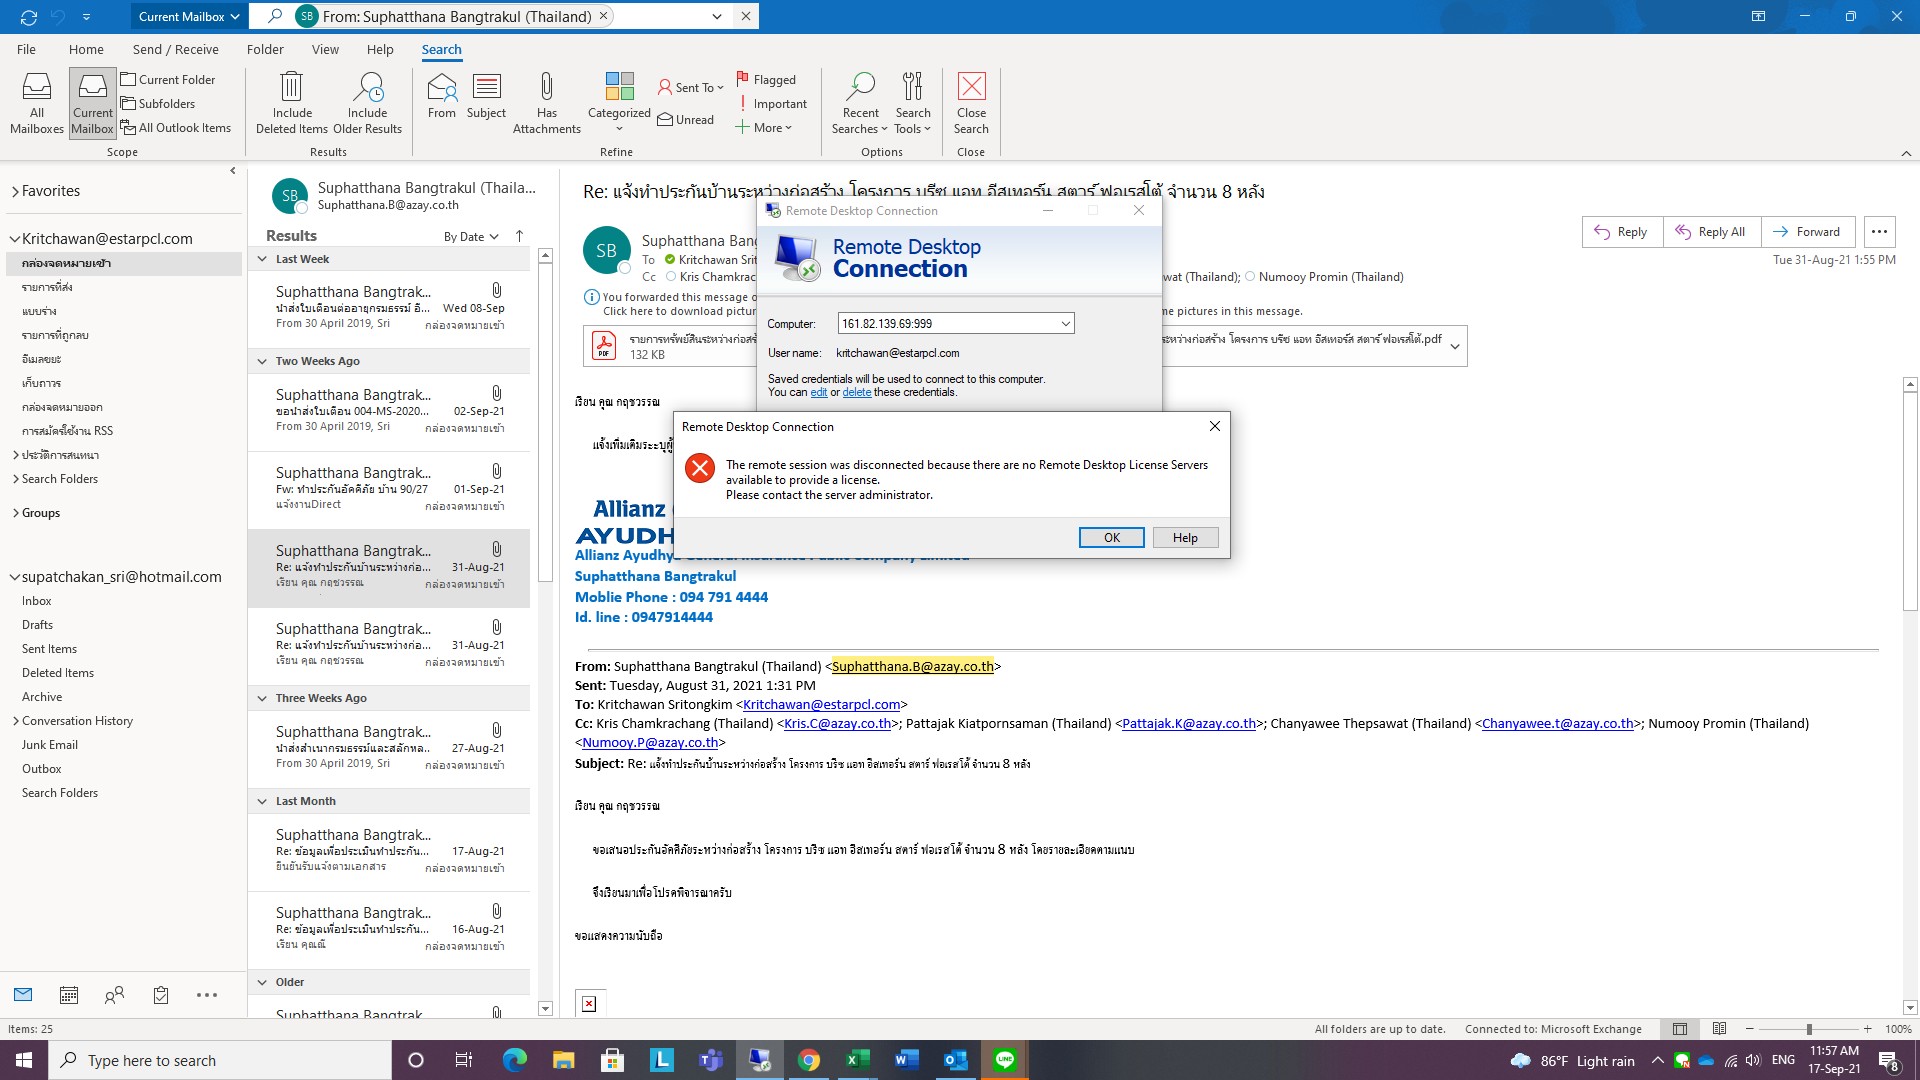 Current Mailbox
SB From: Suphatthana Bangtrakul (Thailand)
File Home Send / Receive Folder View Help Search
All Mailboxes
Current Mailbox
Current Folder
Subfolders
All Outlook Items
Scope
Include Deleted Items
Include Older Results
Results
From
Subject
Has Attachments
Categorized
Sent To
Unread
Flagged
Important
More
Refine
Recent Searches
Search Tools
Options
Close Search
Close
Favorites
Kritchawan@estarpcl.com
กล่องจดหมายเข้า
รายการที่ส่ง
แบบร่าง
รายการที่ถูกลบ
อีเมลขยะ
เก็บถาวร
กล่องจดหมายออก
การสมัครใช้งาน RSS
ประวัติการสนทนา
Search Folders
Groups
supatchakan_sri@hotmail.com
Inbox
Drafts
Sent Items
Deleted Items
Archive
Conversation History
Junk Email
Outbox
Search Folders
SB
Suphatthana Bangtrakul (Thaila...
Suphatthana.B@azay.co.th
Results
By Date
Last Week
Suphatthana Bangtrak...
นำส่งใบเตือนต่ออายุกรมธรรม์ อั... Wed 08-Sep
From 30 April 2019, Sri กล่องจดหมายเข้า
Two Weeks Ago
Suphatthana Bangtrak...
ขอนำส่งใบเตือน 004-MS-2020... 02-Sep-21
From 30 April 2019, Sri กล่องจดหมายเข้า
Suphatthana Bangtrak...
Fw: ทำประกันอัคคีภัย บ้าน 90/27 01-Sep-21
แจ้งงานDirect กล่องจดหมายเข้า
Suphatthana Bangtrak...
Re: แจ้งทำประกันบ้านระหว่างก่อ... 31-Aug-21
เรียน คุณ กฤชวรรณ กล่องจดหมายเข้า
Suphatthana Bangtrak...
Re: แจ้งทำประกันบ้านระหว่างก่อ... 31-Aug-21
เรียน คุณ กฤชวรรณ กล่องจดหมายเข้า
Three Weeks Ago
Suphatthana Bangtrak...
นำส่งสำเนากรมธรรม์และสลักหล... 27-Aug-21
From 30 April 2019, Sri กล่องจดหมายเข้า
Last Month
Suphatthana Bangtrak...
Re: ข้อมูลเพื่อประเมินทำประกัน... 17-Aug-21
ยืนยันรับแจ้งตามเอกสาร กล่องจดหมายเข้า
Suphatthana Bangtrak...
Re: ข้อมูลเพื่อประเมินทำประกัน... 16-Aug-21
เรียน คุณณี กล่องจดหมายเข้า
Older
Suphatthana Bangtrak
Re: แจ้งทำประกันบ้านระหว่างก่อสร้าง โครงการ บรีซ แอท อีสเทอร์น สตาร์ ฟอเรสโต้ จำนวน 8 หลัง
SB
Suphatthana Bang
To Kritchawan Srit
Cc Kris Chamkrac wat (Thailand); Numooy Promin (Thailand)
Reply Reply All Forward
Tue 31-Aug-21 1:55 PM
You forwarded this message o
Click here to download pictur me pictures in this message.
รายการทรัพย์สินระหว่างก่อสร้
132 KB
ระหว่างก่อสร้าง โครงการ บรีซ แอท อีสเทอร์ส สตาร์ ฟอเรสโต้.pdf
เรียน คุณ กฤชวรรณ
แจ้งเพิ่มเติมระะบุผู้
Remote Desktop Connection
Remote Desktop
Connection
Computer: 161.82.139.69:999
User name: kritchawan@estarpcl.com
Saved credentials will be used to connect to this computer.
You can edit or delete these credentials.
Remote Desktop Connection
The remote session was disconnected because there are no Remote Desktop License Servers
available to provide a license.
Please contact the server administrator.
OK Help
Allianz
AYUDH
Allianz Ayudhya General Insurance Public Company Limited
Suphatthana Bangtrakul
Moblie Phone : 094 791 4444
Id. line : 0947914444
From: Suphatthana Bangtrakul (Thailand) <Suphatthana.B@azay.co.th>
Sent: Tuesday, August 31, 2021 1:31 PM
To: Kritchawan Sritongkim <Kritchawan@estarpcl.com>
Cc: Kris Chamkrachang (Thailand) <Kris.C@azay.co.th>; Pattajak Kiatpornsaman (Thailand) <Pattajak.K@azay.co.th>; Chanyawee Thepsawat (Thailand) <Chanyawee.t@azay.co.th>; Numooy Promin (Thailand)
<Numooy.P@azay.co.th>
Subject: Re: แจ้งทำประกันบ้านระหว่างก่อสร้าง โครงการ บรีซ แอท อีสเทอร์น สตาร์ ฟอเรสโต้ จำนวน 8 หลัง
เรียน คุณ กฤชวรรณ
ขอเสนอประกันอัคคีภัยระหว่างก่อสร้าง โครงการ บรีซ แอท อีสเทอร์น สตาร์ ฟอเรสโต้ จำนวน 8 หลัง โดยรายละเอียดตามแนบ
จึงเรียนมาเพื่อโปรดพิจารณาครับ
ขอแสดงความนับถือ
Items: 25
All folders are up to date. Connected to: Microsoft Exchange 100%
Type here to search
86°F Light rain ENG
11:57 AM
17-Sep-21
8